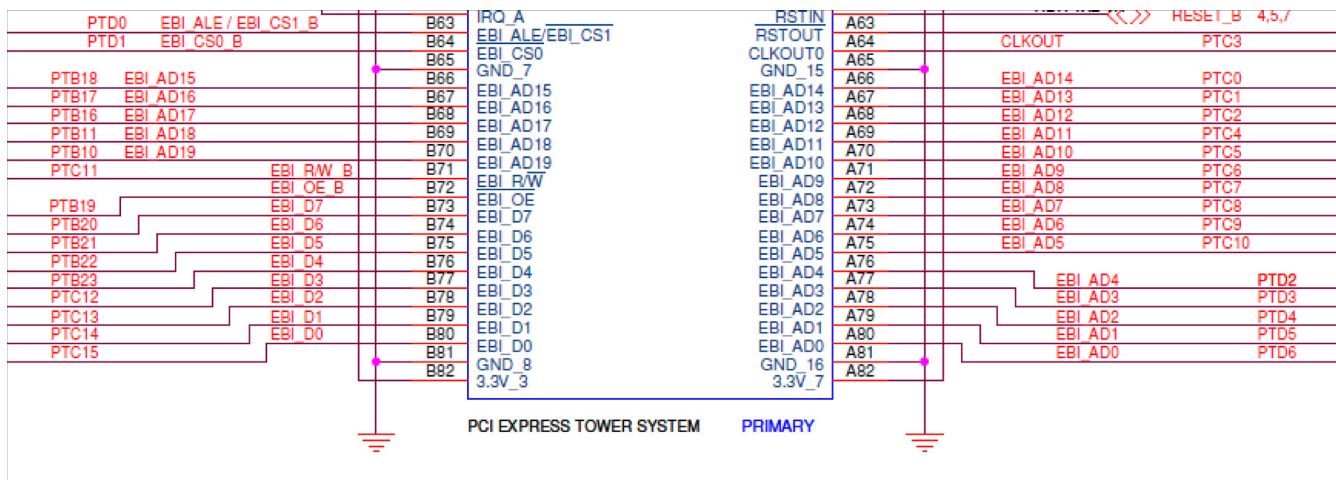 IRQ_A RSTIN A63 RESET_B 4,5,7
PTD0 EBI_ALE / EBI_CS1_B B63 EBI_ALE/EBI_CS1 RSTOUT
PTD1 EBI_CS0_B B64 EBI_CS0 CLKOUT0 A64 CLKOUT PTC3
B65 GND_7 GND_15 A65
PTB18 EBI_AD15 B66 EBI_AD15 EBI_AD14 A66 EBI_AD14 PTC0
PTB17 EBI_AD16 B67 EBI_AD16 EBI_AD13 A67 EBI_AD13 PTC1
PTB16 EBI_AD17 B68 EBI_AD17 EBI_AD12 A68 EBI_AD12 PTC2
PTB11 EBI_AD18 B69 EBI_AD18 EBI_AD11 A69 EBI_AD11 PTC4
PTB10 EBI_AD19 B70 EBI_AD19 EBI_AD10 A70 EBI_AD10 PTC5
PTC11 EBI_R/W_B B71 EBI_R/W EBI_AD9 A71 EBI_AD9 PTC6
EBI_OE_B B72 EBI_OE EBI_AD8 A72 EBI_AD8 PTC7
PTB19 EBI_D7 B73 EBI_D7 EBI_AD7 A73 EBI_AD7 PTC8
PTB20 EBI_D6 B74 EBI_D6 EBI_AD6 A74 EBI_AD6 PTC9
PTB21 EBI_D5 B75 EBI_D5 EBI_AD5 A75 EBI_AD5 PTC10
PTB22 EBI_D4 B76 EBI_D4 EBI_AD4 A76
PTB23 EBI_D3 B77 EBI_D3 EBI_AD3 A77 EBI_AD4 PTD2
PTC12 EBI_D2 B78 EBI_D2 EBI_AD2 A78 EBI_AD3 PTD3
PTC13 EBI_D1 B79 EBI_D1 EBI_AD1 A79 EBI_AD2 PTD4
PTC14 EBI_D0 B80 EBI_D0 EBI_AD0 A80 EBI_AD1 PTD5
PTC15 B81 GND_8 GND_16 A81 EBI_AD0 PTD6
B82 3.3V_3 3.3V_7 A82
PCI EXPRESS TOWER SYSTEM PRIMARY